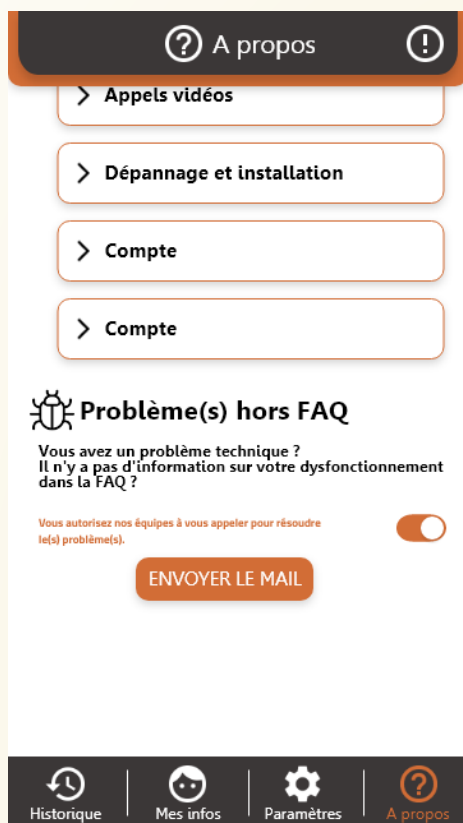 A propos
Appels vidéos
Dépannage et installation
Compte
Compte
Problème(s) hors FAQ
Vous avez un problème technique ?
Il n'y a pas d'information sur votre dysfonctionnement
dans la FAQ ?
Vous autorisez nos équipes à vous appeler pour résoudre
le(s) problème(s).
ENVOYER LE MAIL
Historique
Mes infos
Paramètres
A propos